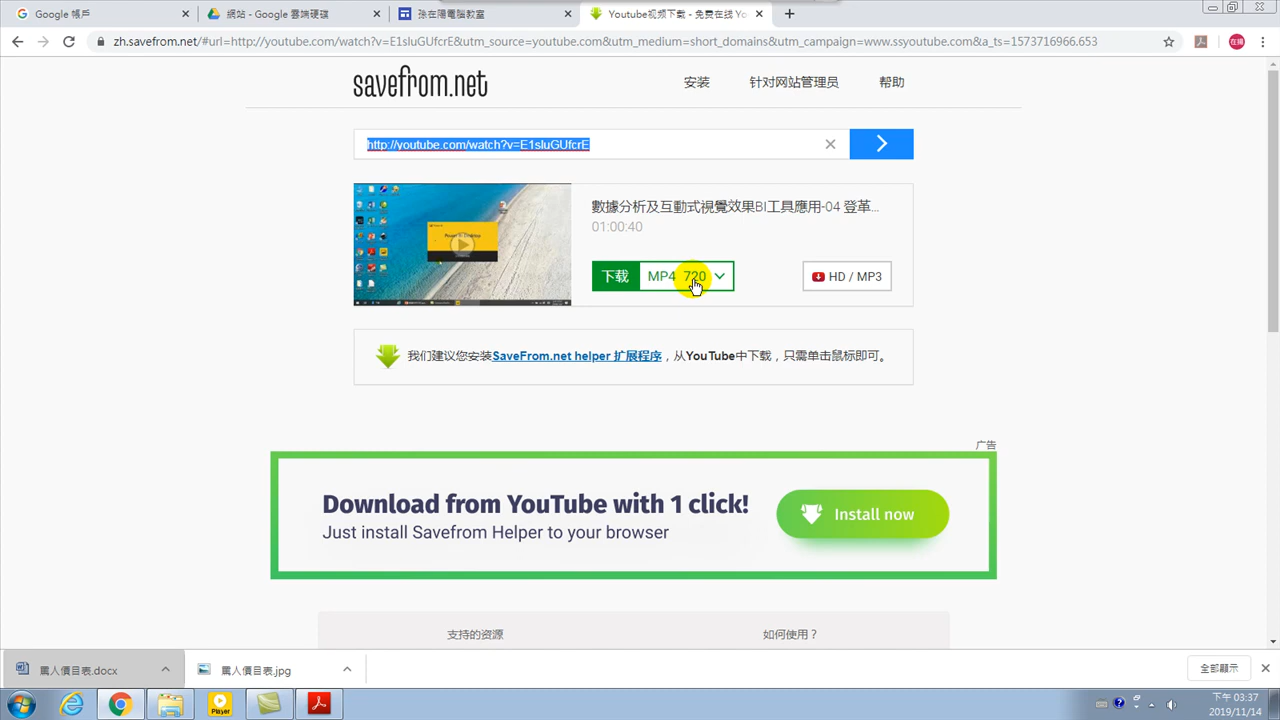 Google 帳戶
網站 - Google 雲端硬碟
孫在陽電腦教室
Youtube视频下载 - 免费在线 Yo
zh.savefrom.net/#url=http://youtube.com/watch?v=E1sluGUfcrE&utm_source=youtube.com&utm_medium=short_domains&utm_campaign=www.ssyoutube.com&a_ts=1573716966.653
在陽
savefrom.net
安装
针对网站管理员
帮助
http://youtube.com/watch?v=E1sluGUfcrE
數據分析及互動式視覺效果BI工具應用-04 登革...
01:00:40
下载 MP4 720
HD / MP3
我们建议您安装SaveFrom.net helper 扩展程序，从YouTube中下载，只需单击鼠标即可。
广告
Download from YouTube with 1 click!
Just install Savefrom Helper to your browser
Install now
支持的资源
如何使用？
罵人價目表.docx
罵人價目表.jpg
全部顯示
Player
下午 03:37
2019/11/14